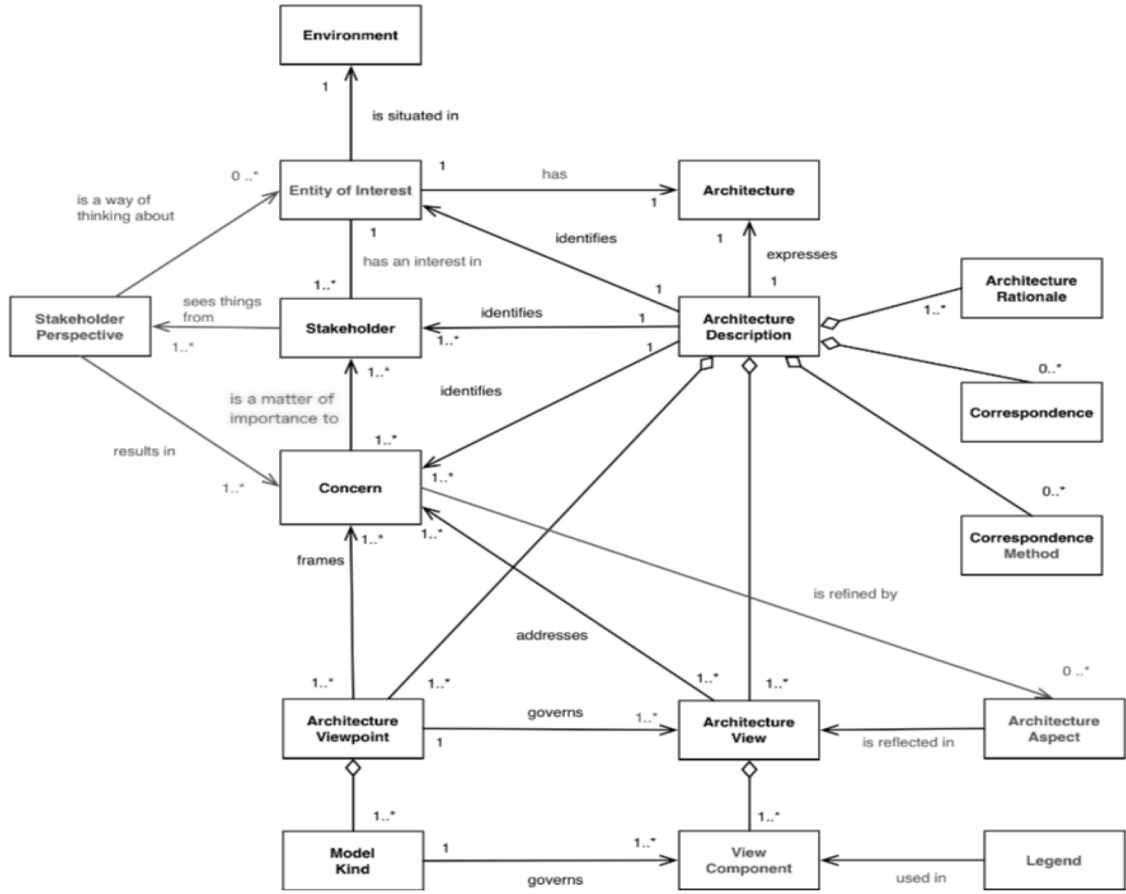 Environment
1
is situated in
0 ..*
1
Entity of Interest
has
Architecture
1
is a way of
thinking about
1
identifies
1
has an interest in
expresses
1..*
1
1
Architecture
Rationale
sees things
from
Stakeholder
Perspective
Stakeholder
identifies
1
Architecture
Description
1..*
1..*
1..*
1
1..*
0..*
is a matter of
importance to
identifies
Correspondence
1..*
results in
1..*
1..*
Concern
0..*
1..*
1..*
Correspondence
Method
frames
is refined by
addresses
1..*
1..*
1..*
1..*
0..*
Architecture
Viewpoint
governs
1..*
Architecture
View
Architecture
Aspect
1
is reflected in
1..*
1..*
Model
Kind
1
1..*
View
Component
Legend
governs
used in